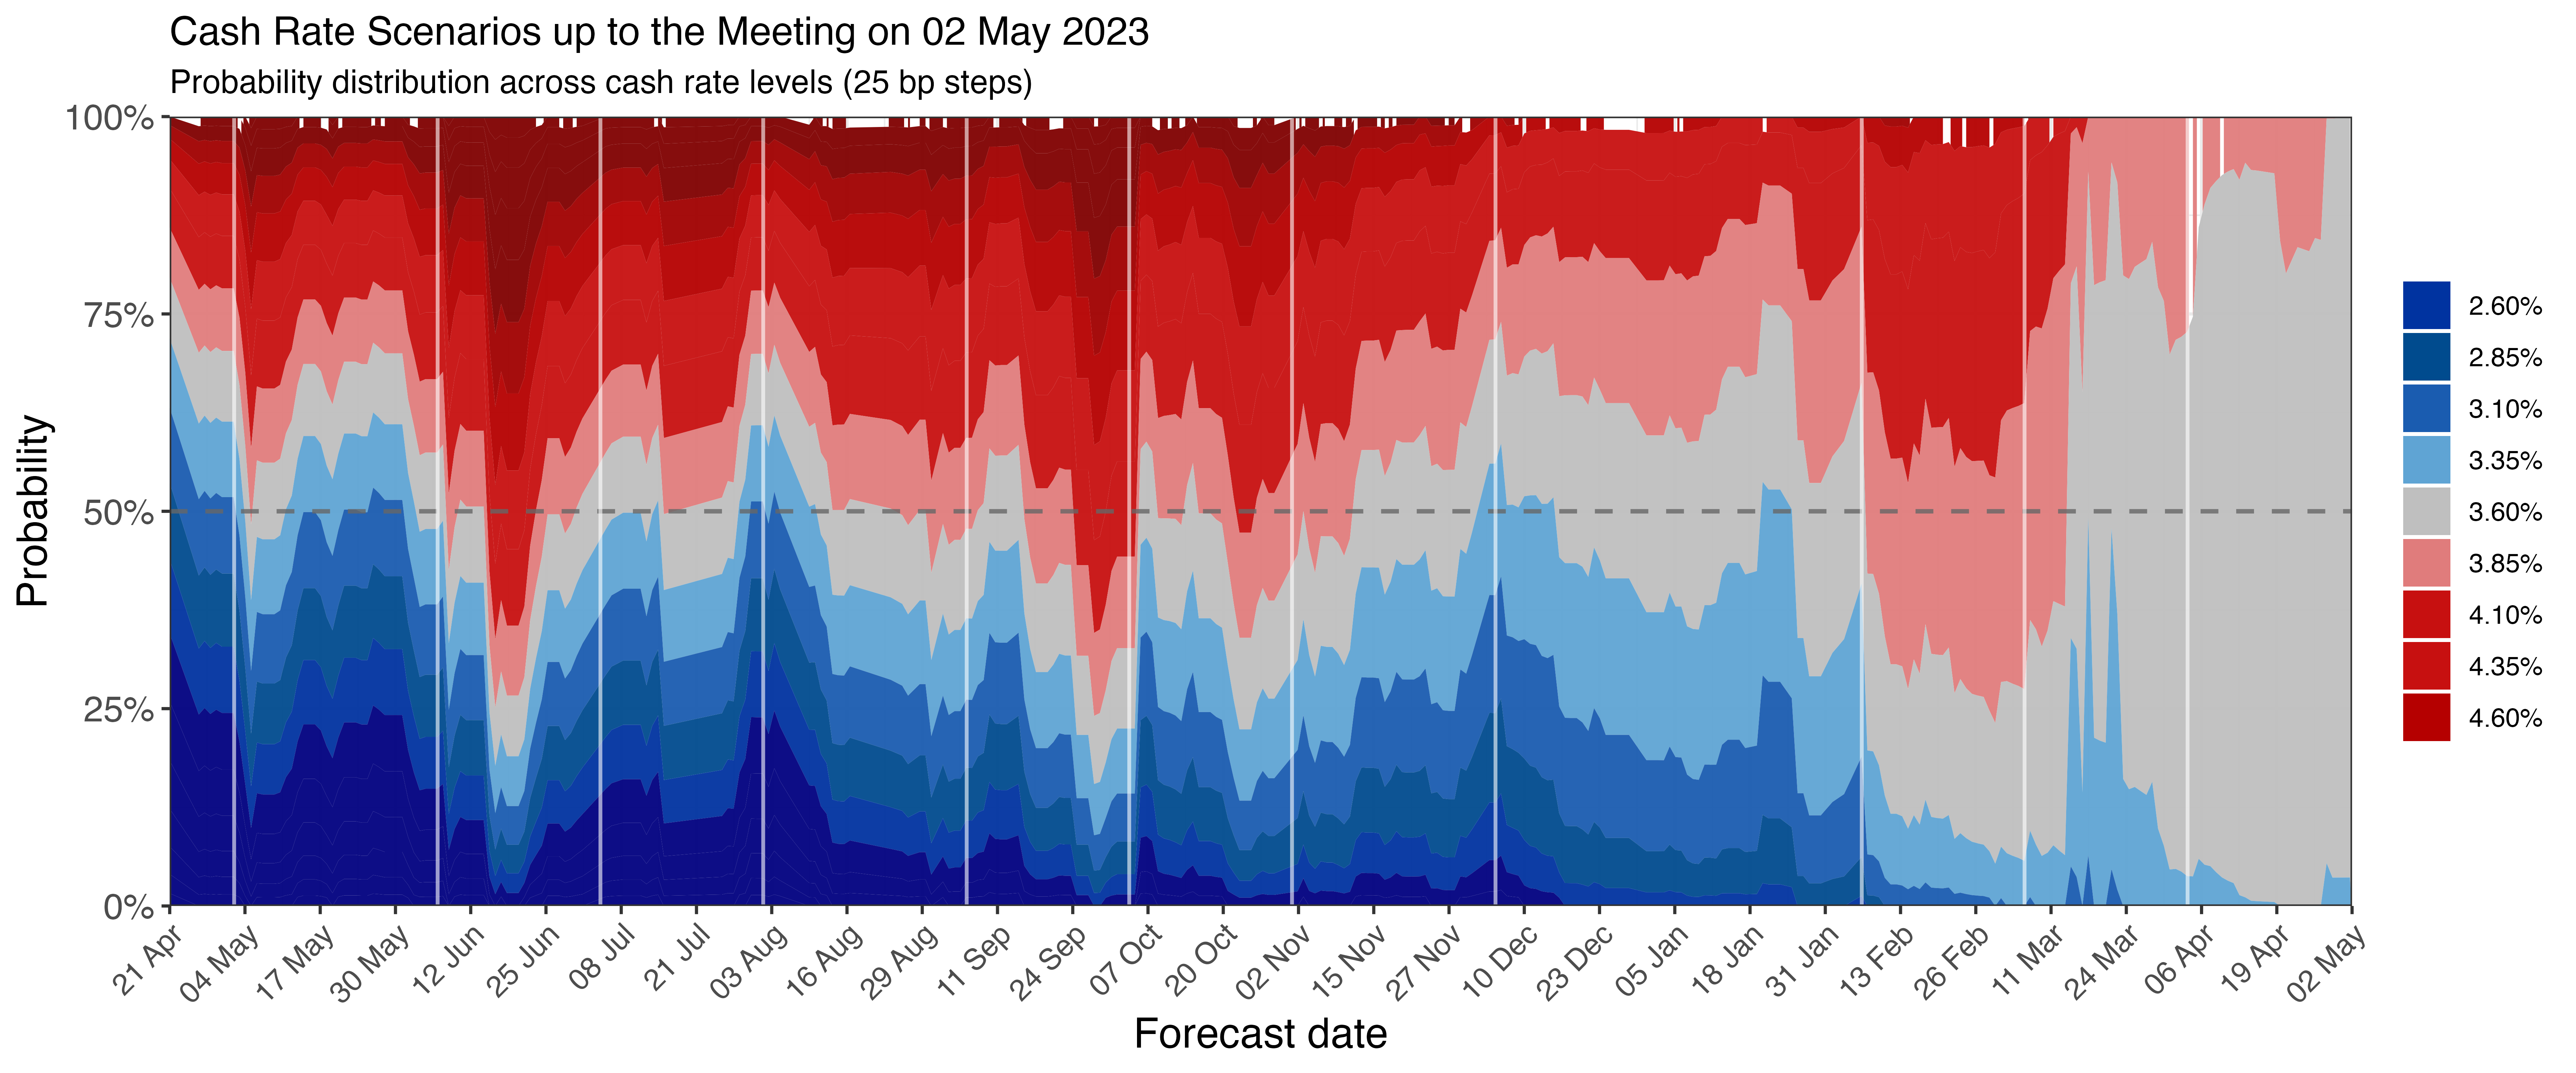 Cash Rate Scenarios up to the Meeting on 02 May 2023
Probability distribution across cash rate levels (25 bp steps)
Probability
100%
75%
50%
25%
0%
21 Apr
04 May
17 May
30 May
12 Jun
25 Jun
08 Jul
21 Jul
03 Aug
16 Aug
29 Aug
11 Sep
24 Sep
07 Oct
20 Oct
02 Nov
15 Nov
27 Nov
10 Dec
23 Dec
05 Jan
18 Jan
31 Jan
13 Feb
26 Feb
11 Mar
24 Mar
06 Apr
19 Apr
02 May
Forecast date
2.60%
2.85%
3.10%
3.35%
3.60%
3.85%
4.10%
4.35%
4.60%